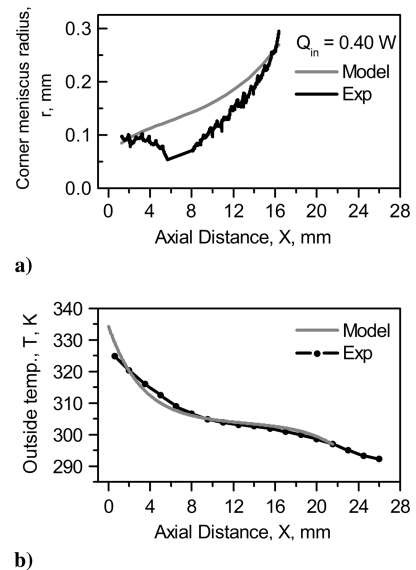 Corner meniscus radius,
r, mm
0.3
0.2
0.1
0.0
Q_in = 0.40 W
Model
Exp
0 4 8 12 16 20 24 28
Axial Distance, X, mm
a)
Outside temp., T, K
340
330
320
310
300
290
Model
Exp
0 4 8 12 16 20 24 28
Axial Distance, X, mm
b)